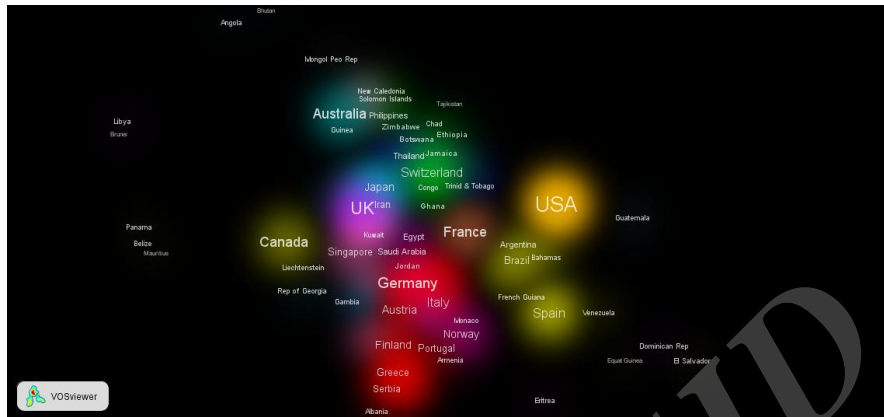 Bhutan
Angola
Mongol Peo Rep
New Caledonia
Solomon Islands
Tajikistan
Australia Philippines
Guinea Zimbabwe Chad
Botswana Ethiopia
Libya
Brunei
Thailand Jamaica
Switzerland
Japan Congo Trinid & Tobago
UK Iran Ghana USA
Guatemala
Panama Kuwait Egypt France
Belize Canada Argentina
Mauritius Singapore Saudi Arabia Brazil Bahamas
Liechtenstein Jordan
Rep of Georgia Germany French Guiana
Gambia Austria Italy Spain Venezuela
Monaco
Norway
Finland Portugal Dominican Rep
Armenia Equal Guinea El Salvador
Greece
Serbia
VOSviewer Eritrea
Albania